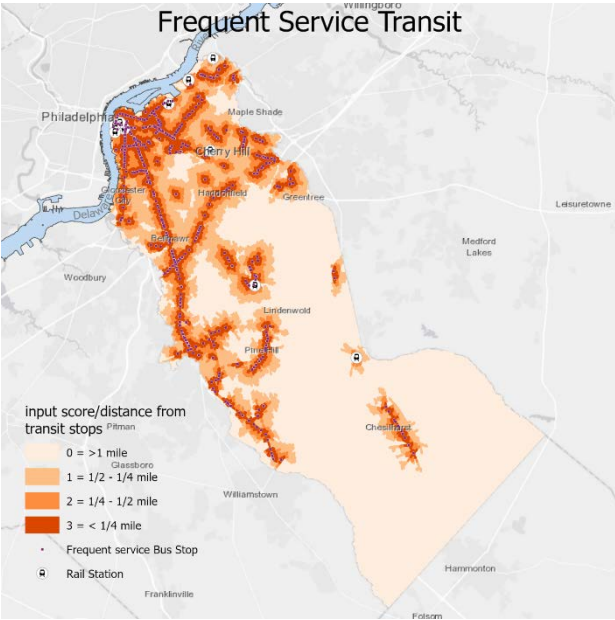 Frequent Service Transit
Willingboro
Philadelphia
Maple Shade
Cherry Hill
Gloucester
City
Haddonfield
Greentree
Leisuretowne
Delaware
Bellmawr
Medford
Lakes
Woodbury
Lindenwold
Pine Hill
input score/distance from
transit stops
Pitman
Chesilhurst
0 = >1 mile
Glassboro
1 = 1/2 - 1/4 mile
2 = 1/4 - 1/2 mile
Williamstown
3 = < 1/4 mile
Frequent service Bus Stop
Rail Station
Hammonton
Franklinville
Folsom